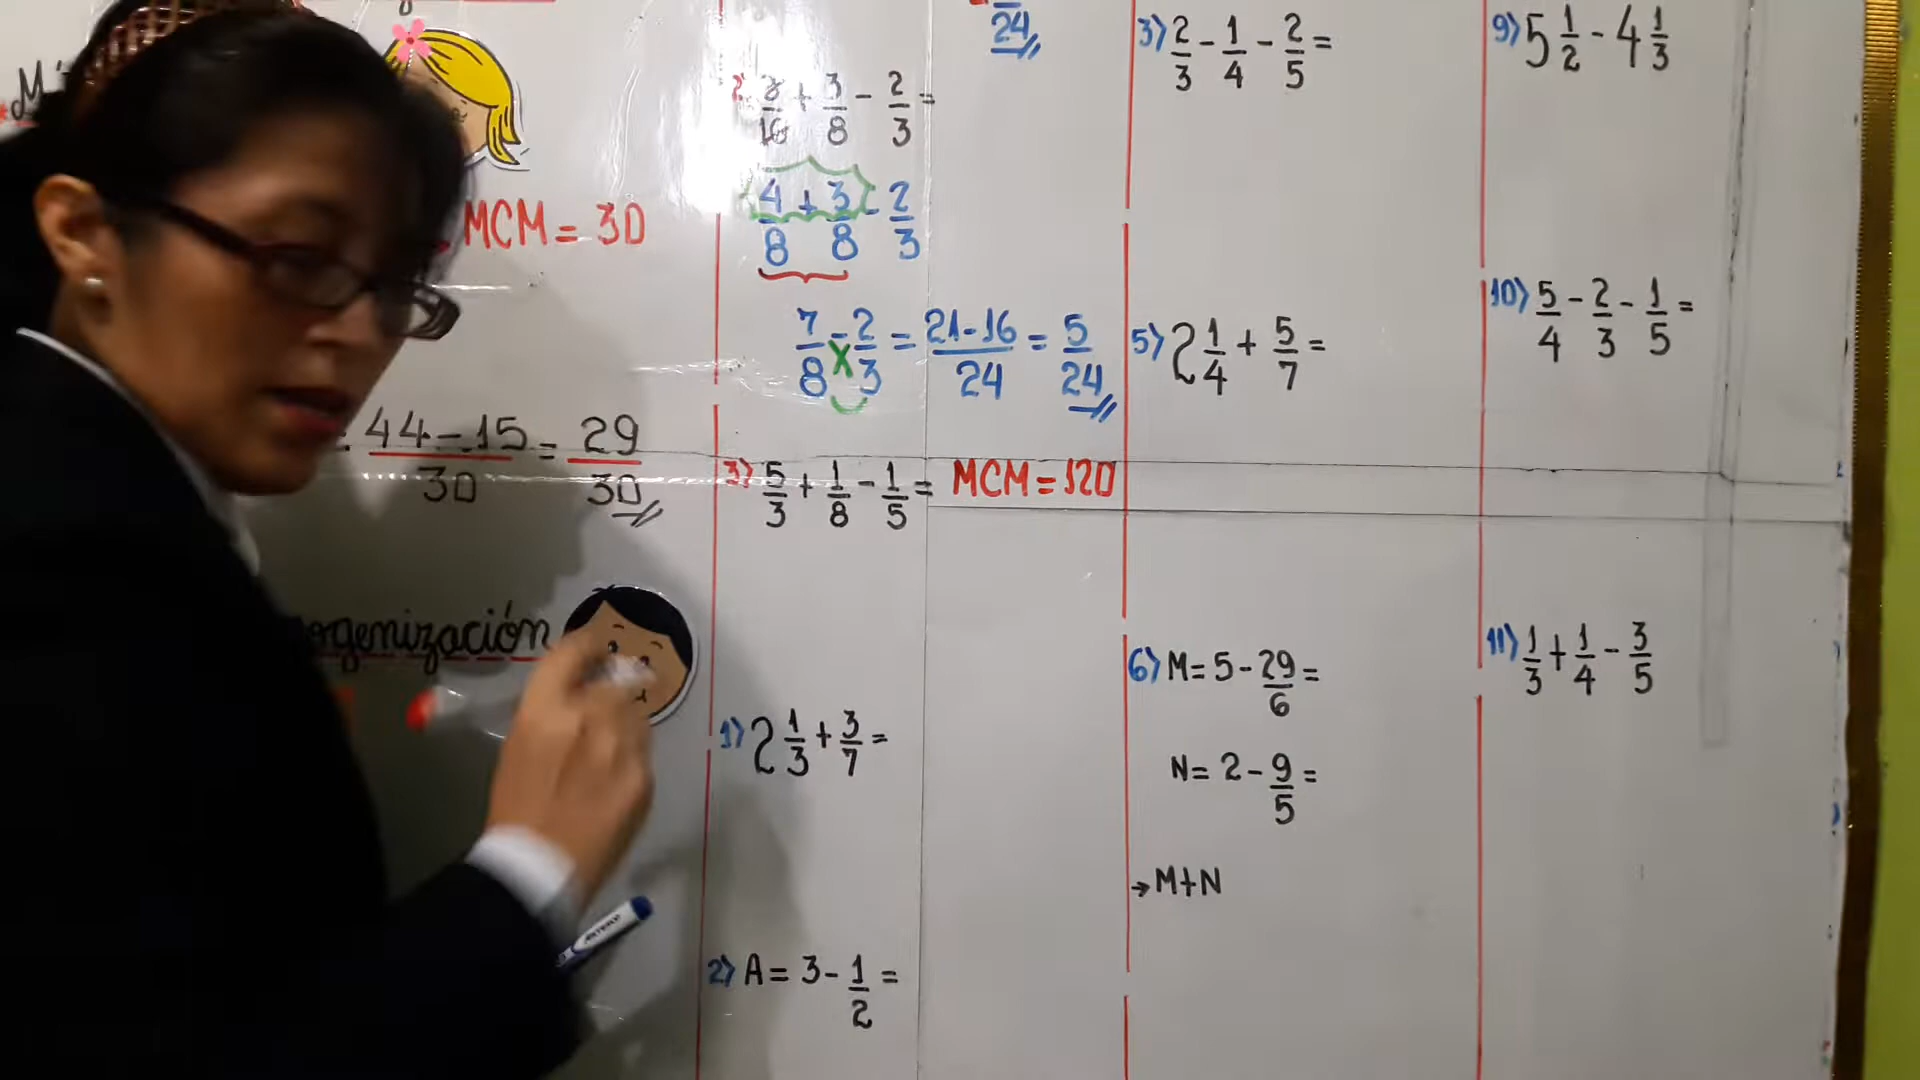 MCM = 30
44-15/30 = 29/30
ogenización
24
2 8/16 + 3/8 - 2/3 =
4/8 + 3/8 - 2/3
7/8 - 2/3 = 21-16/24 = 5/24
3) 5/3 + 1/8 - 1/5 = MCM = 120
1) 2 1/3 + 3/7 =
2) A = 3 - 1/2 =
3) 2/3 - 1/4 - 2/5 =
5) 2 1/4 + 5/7 =
6) M = 5 - 29/6 =
N = 2 - 9/5 =
→ M+N
9) 5 1/2 - 4 1/3
10) 5/4 - 2/3 - 1/5 =
11) 1/3 + 1/4 - 3/5